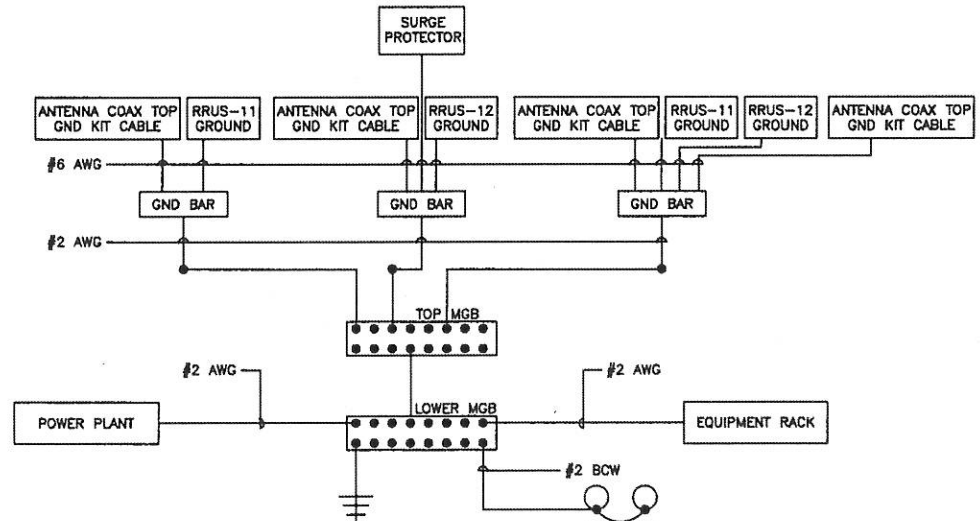 SURGE
PROTECTOR
ANTENNA COAX TOP
GND KIT CABLE
RRUS-11
GROUND
ANTENNA COAX TOP
GND KIT CABLE
RRUS-12
GROUND
ANTENNA COAX TOP
GND KIT CABLE
RRUS-11
GROUND
RRUS-12
GROUND
ANTENNA COAX TOP
GND KIT CABLE
#6 AWG
GND BAR
GND BAR
GND BAR
#2 AWG
TOP MGB
#2 AWG
#2 AWG
LOWER MGB
POWER PLANT
EQUIPMENT RACK
#2 BCW